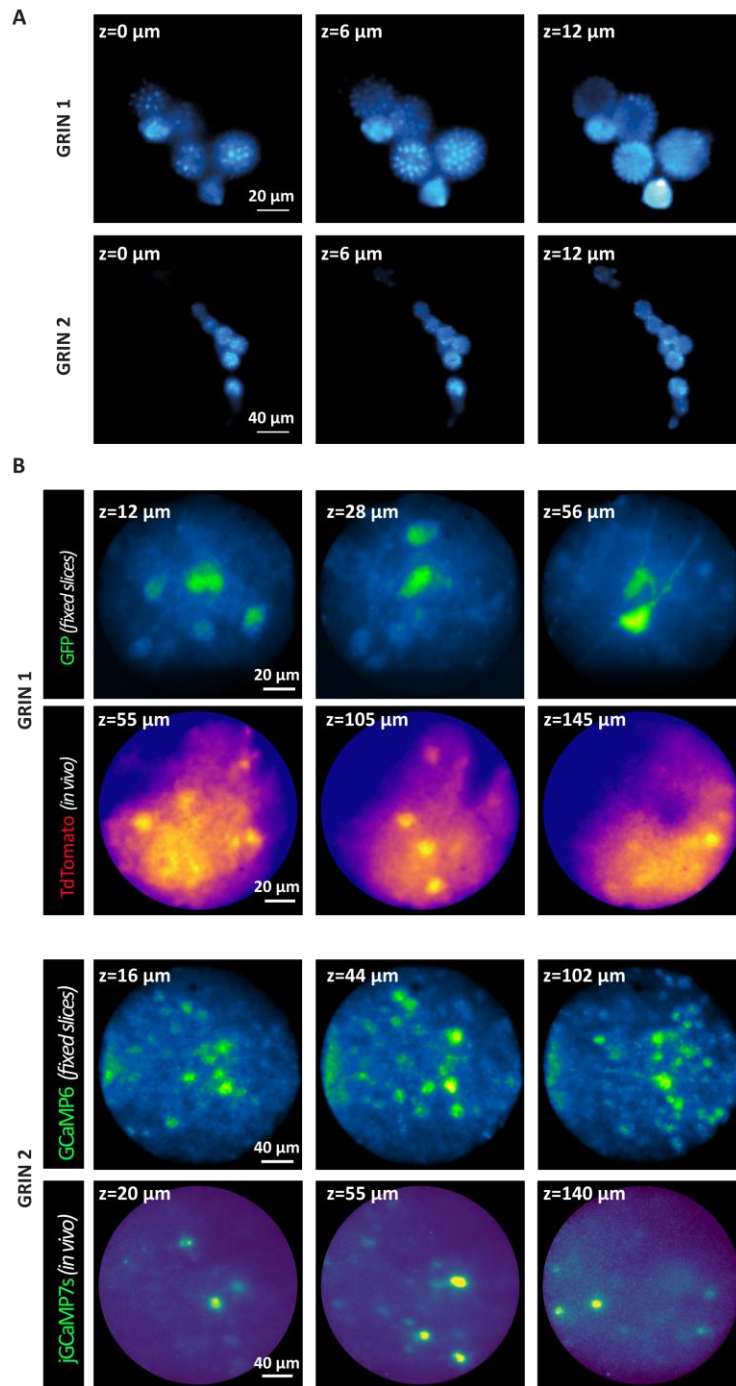 A
z=0 μm
z=6 μm
z=12 μm
GRIN 1
20 μm
z=0 μm
z=6 μm
z=12 μm
GRIN 2
40 μm
B
GRIN 1
GFP (fixed slices)
z=12 μm
z=28 μm
z=56 μm
20 μm
TdTomato (in vivo)
z=55 μm
z=105 μm
z=145 μm
20 μm
GRIN 2
GCaMP6 (fixed slices)
z=16 μm
z=44 μm
z=102 μm
40 μm
jGCaMP7s (in vivo)
z=20 μm
z=55 μm
z=140 μm
40 μm